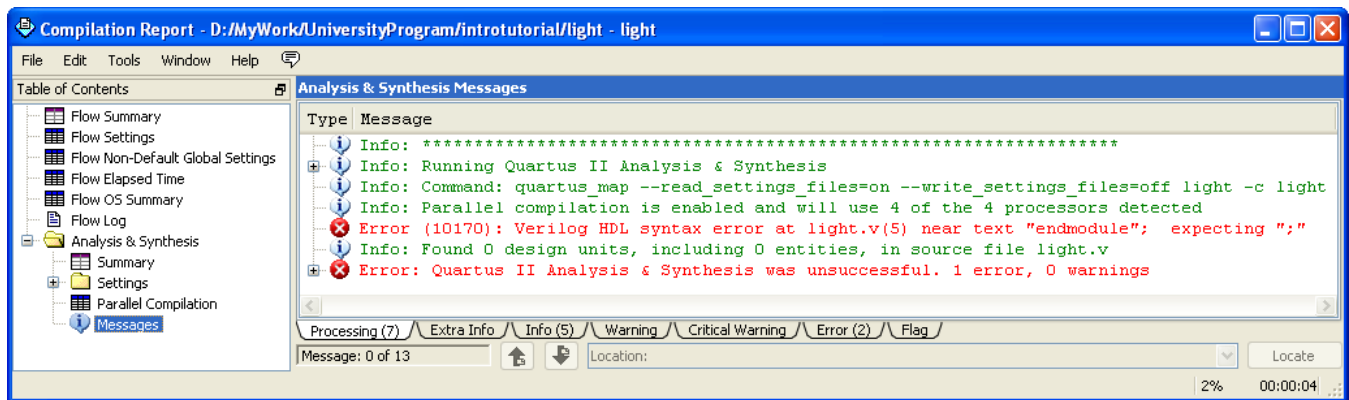 Compilation Report - D:/MyWork/UniversityProgram/introtutorial/light - light
File Edit Tools Window Help
Table of Contents
Flow Summary
Flow Settings
Flow Non-Default Global Settings
Flow Elapsed Time
Flow OS Summary
Flow Log
Analysis & Synthesis
Summary
Settings
Parallel Compilation
Messages
Analysis & Synthesis Messages
Type Message
Info: *******************************************************************
Info: Running Quartus II Analysis & Synthesis
Info: Command: quartus_map --read_settings_files=on --write_settings_files=off light -c light
Info: Parallel compilation is enabled and will use 4 of the 4 processors detected
Error (10170): Verilog HDL syntax error at light.v(5) near text "endmodule"; expecting ";"
Info: Found 0 design units, including 0 entities, in source file light.v
Error: Quartus II Analysis & Synthesis was unsuccessful. 1 error, 0 warnings
Processing (7) Extra Info Info (5) Warning Critical Warning Error (2) Flag
Message: 0 of 13 Location: Locate
2% 00:00:04